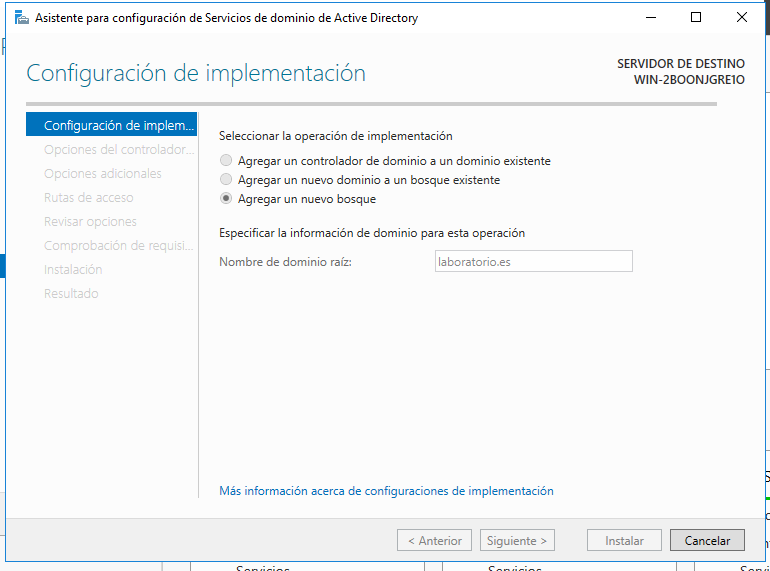 Asistente para configuración de Servicios de dominio de Active Directory
Configuración de implementación
SERVIDOR DE DESTINO
WIN-2BOONJGRE1O
Configuración de implem...
Opciones del controlador...
Opciones adicionales
Rutas de acceso
Revisar opciones
Comprobación de requisi...
Instalación
Resultado
Seleccionar la operación de implementación
Agregar un controlador de dominio a un dominio existente
Agregar un nuevo dominio a un bosque existente
Agregar un nuevo bosque
Especificar la información de dominio para esta operación
Nombre de dominio raíz:
laboratorio.es
Más información acerca de configuraciones de implementación
< Anterior
Siguiente >
Instalar
Cancelar
Servicios
Servicios